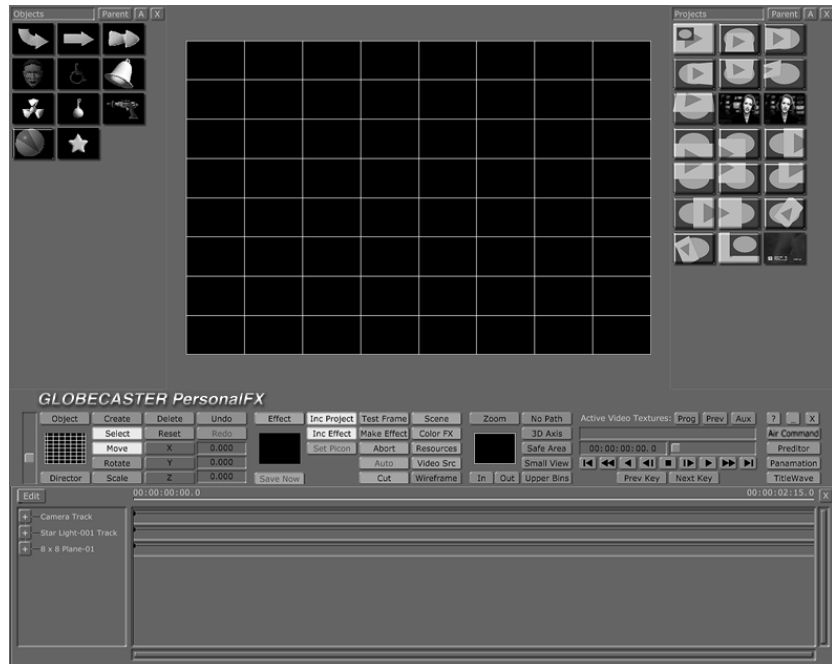 Objects Parent A X
Projects Parent A X
GLOBECASTER PersonalFX
Object Create Delete Undo Effect Inc Project Test Frame Scene Zoom No Path Active Video Textures: Prog Prev Aux ? _ X
Select Reset Redo Inc Effect Make Effect Color FX 3D Axis Air Command
Move X 0.000 Set Picon Abort Resources Safe Area 00:00:00:00.0 Preditor
Rotate Y 0.000 Auto Video Src Small View Panamation
Director Scale Z 0.000 Save Now Cut Wireframe In Out Upper Bins Prev Key Next Key TitleWave
Edit 00:00:00:00.0 00:00:02:15.0 X
+ Camera Track
+ Star Light-001 Track
+ 8 x 8 Plane-01